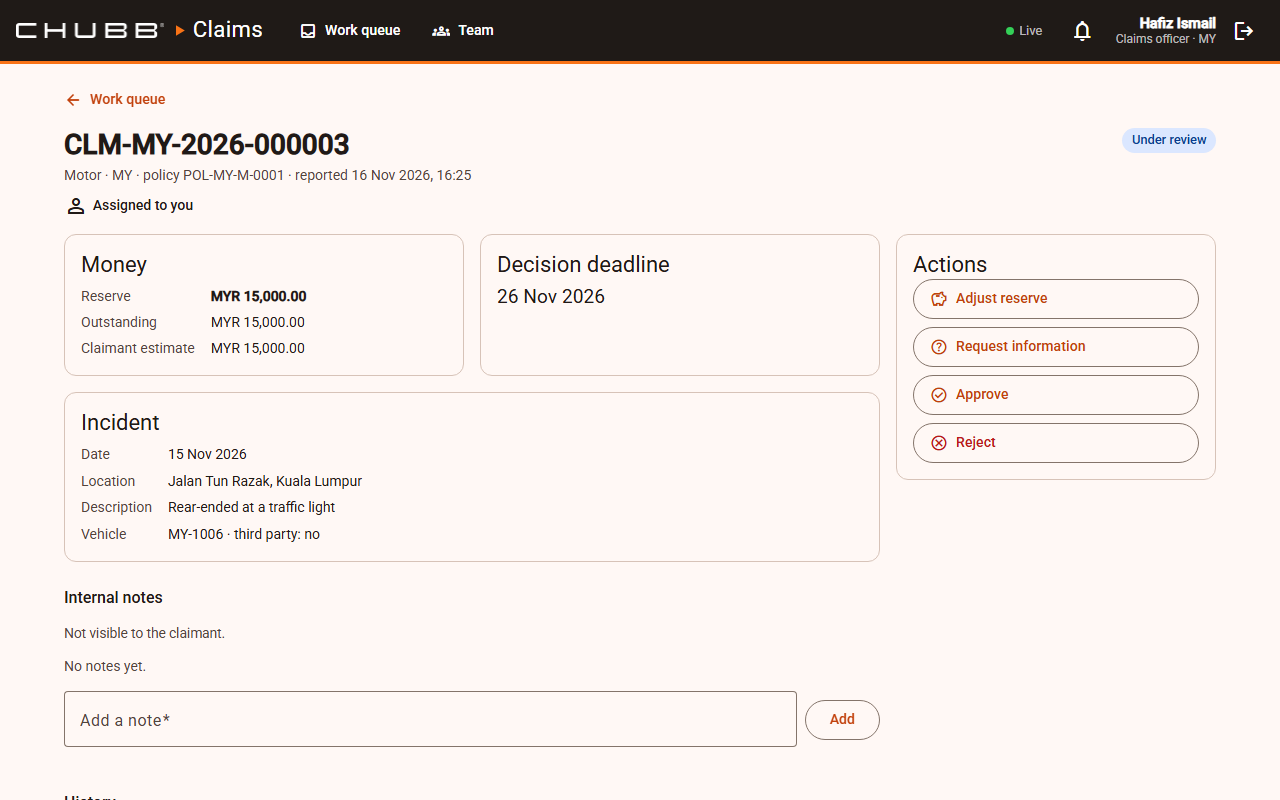 CHUBB Claims
Work queue
Team
Live
Hafiz Ismail
Claims officer · MY
Work queue
CLM-MY-2026-000003
Under review
Motor · MY · policy POL-MY-M-0001 · reported 16 Nov 2026, 16:25
Assigned to you
Money
Reserve MYR 15,000.00
Outstanding MYR 15,000.00
Claimant estimate MYR 15,000.00
Decision deadline
26 Nov 2026
Actions
Adjust reserve
Request information
Approve
Reject
Incident
Date 15 Nov 2026
Location Jalan Tun Razak, Kuala Lumpur
Description Rear-ended at a traffic light
Vehicle MY-1006 · third party: no
Internal notes
Not visible to the claimant.
No notes yet.
Add a note*
Add